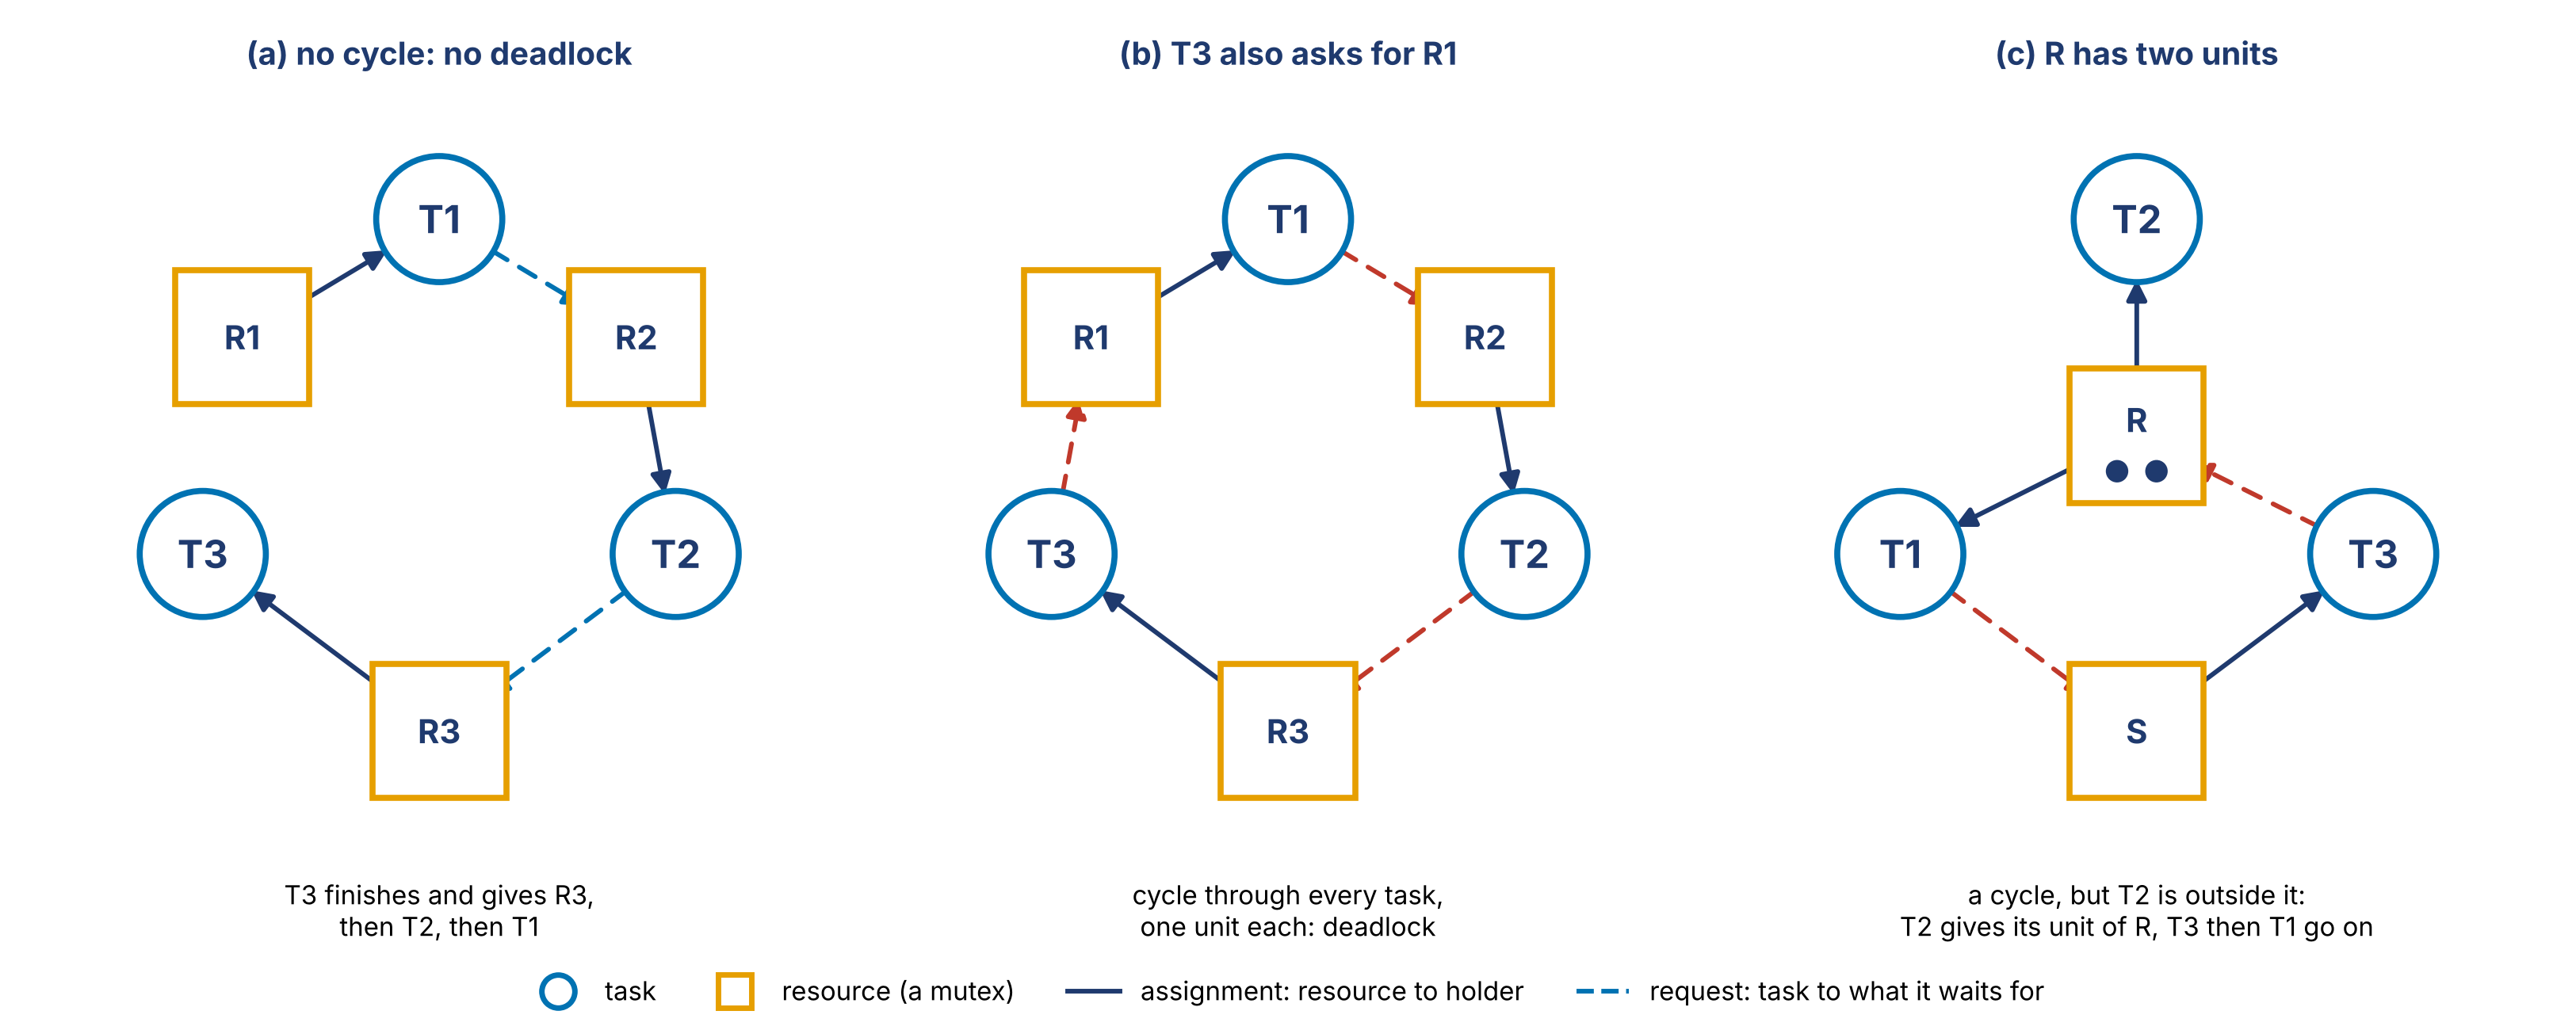 (a) no cycle: no deadlock
T1
R1
R2
T3
T2
R3
T3 finishes and gives R3,
then T2, then T1
(b) T3 also asks for R1
T1
R1
R2
T3
T2
R3
cycle through every task,
one unit each: deadlock
(c) R has two units
T2
R
T1
T3
S
a cycle, but T2 is outside it:
T2 gives its unit of R, T3 then T1 go on
task
resource (a mutex)
assignment: resource to holder
request: task to what it waits for